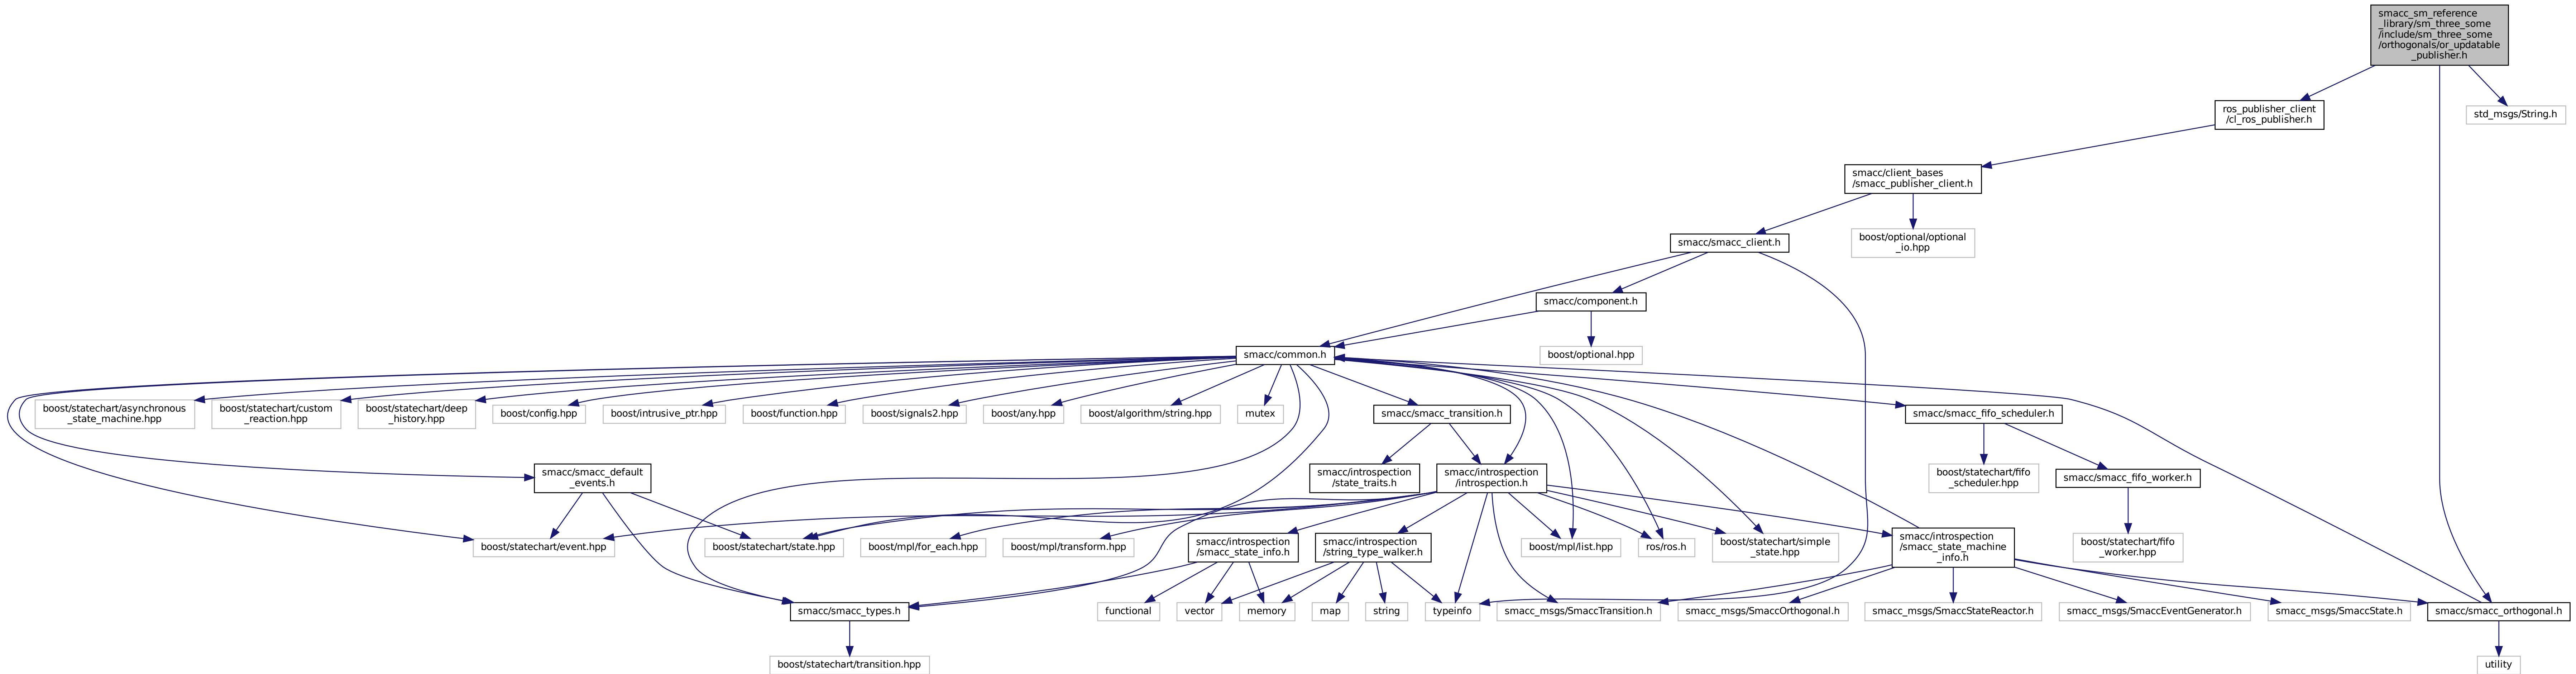 smacc_sm_reference
_library/sm_three_some
/include/sm_three_some
/orthogonals/or_updatable
_publisher.h
ros_publisher_client
/cl_ros_publisher.h
std_msgs/String.h
smacc/client_bases
/smacc_publisher_client.h
smacc/smacc_client.h
boost/optional/optional
_io.hpp
smacc/component.h
smacc/common.h
boost/optional.hpp
boost/statechart/asynchronous
_state_machine.hpp
boost/statechart/custom
_reaction.hpp
boost/statechart/deep
_history.hpp
boost/config.hpp
boost/intrusive_ptr.hpp
boost/function.hpp
boost/signals2.hpp
boost/any.hpp
boost/algorithm/string.hpp
mutex
smacc/smacc_transition.h
smacc/smacc_fifo_scheduler.h
smacc/smacc_default
_events.h
smacc/introspection
/state_traits.h
smacc/introspection
/introspection.h
boost/statechart/fifo
_scheduler.hpp
smacc/smacc_fifo_worker.h
boost/statechart/event.hpp
boost/statechart/state.hpp
boost/mpl/for_each.hpp
boost/mpl/transform.hpp
smacc/introspection
/smacc_state_info.h
smacc/introspection
/string_type_walker.h
boost/mpl/list.hpp
ros/ros.h
boost/statechart/simple
_state.hpp
smacc/introspection
/smacc_state_machine
_info.h
boost/statechart/fifo
_worker.hpp
smacc/smacc_types.h
functional
vector
memory
map
string
typeinfo
smacc_msgs/SmaccTransition.h
smacc_msgs/SmaccOrthogonal.h
smacc_msgs/SmaccStateReactor.h
smacc_msgs/SmaccEventGenerator.h
smacc_msgs/SmaccState.h
smacc/smacc_orthogonal.h
boost/statechart/transition.hpp
utility